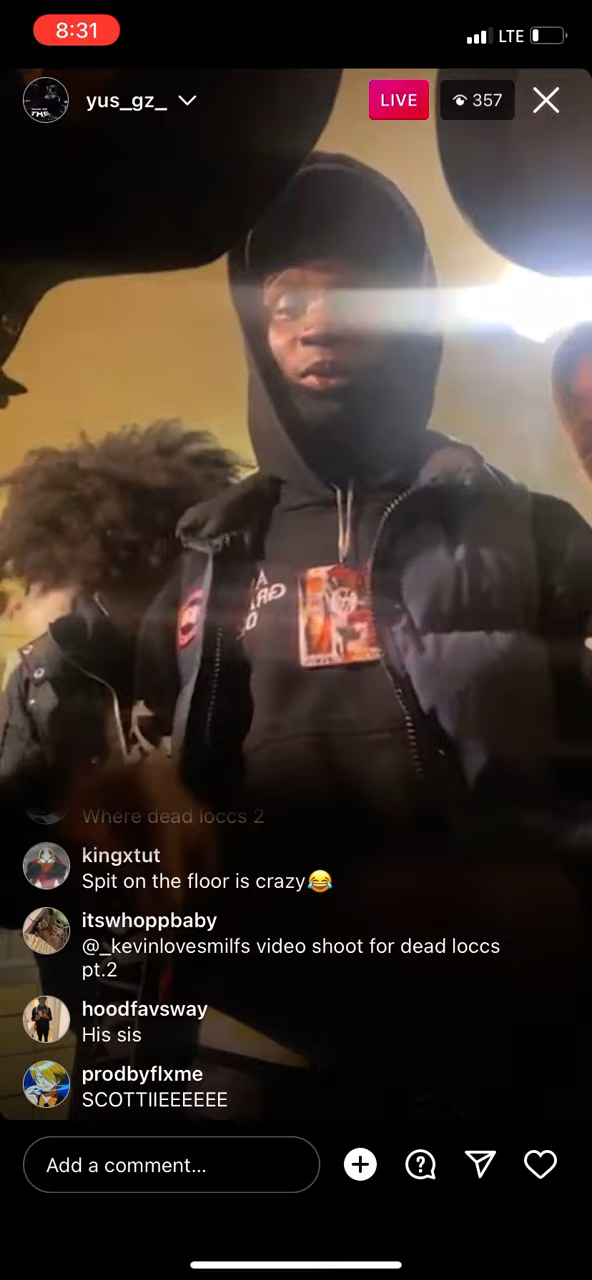 8:31
LTE
yus_gz_
LIVE
357
Where dead loccs 2
kingxtut
Spit on the floor is crazy😂
itswhoppbaby
@_kevinlovesmilfs video shoot for dead loccs
pt.2
hoodfavsway
His sis
prodbyflxme
SCOTTIIEEEEEE
Add a comment...